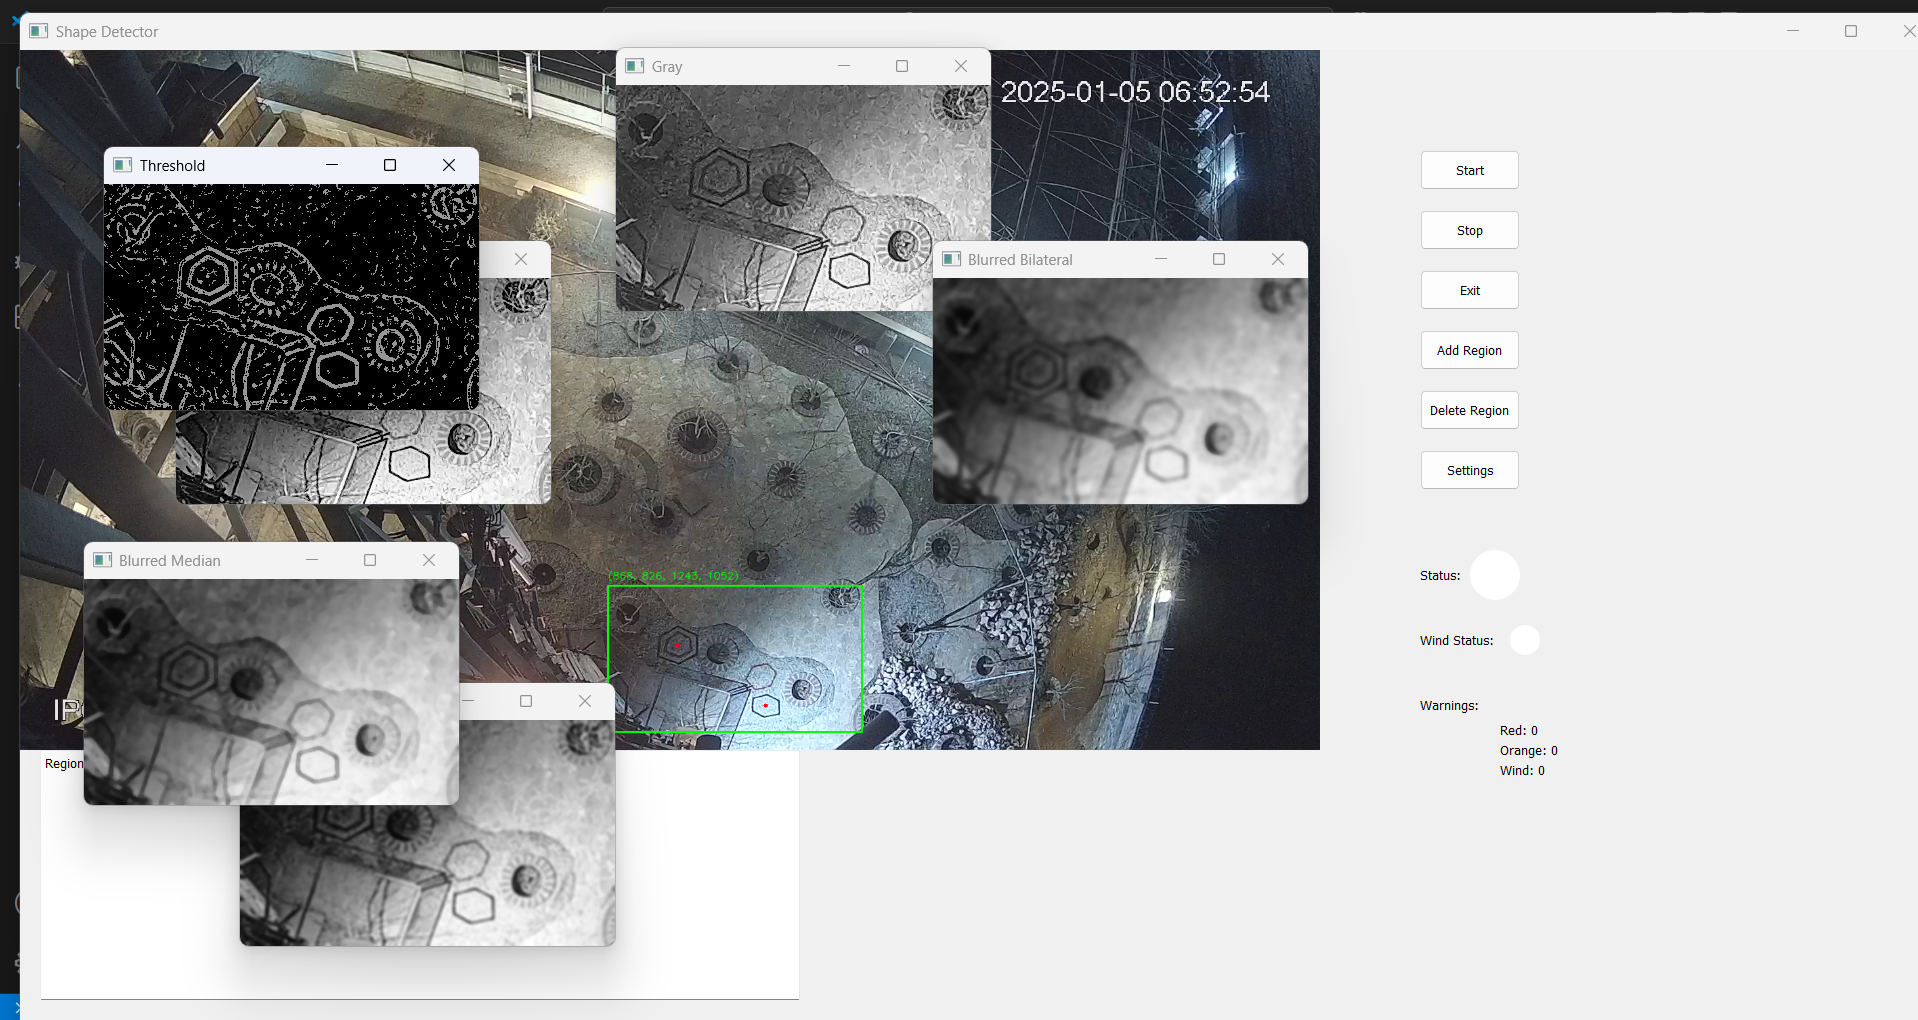 Shape Detector
Gray
2025-01-05 06:52:54
Threshold
Blurred Bilateral
Start
Stop
Exit
Add Region
Delete Region
Settings
Blurred Median
(868, 826, 1243, 1052)
Status:
Wind Status:
Warnings:
Red: 0
Orange: 0
Wind: 0
IP
Region